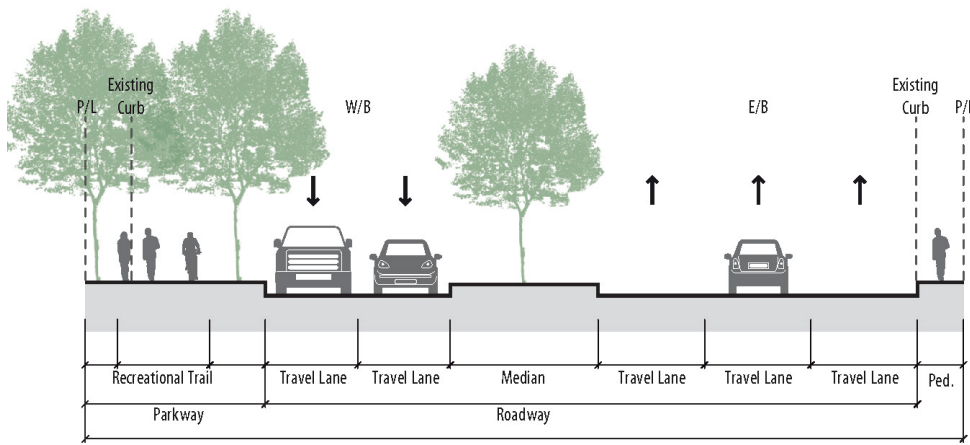 P/L
Existing
Curb
W/B
E/B
Existing
Curb
Recreational Trail
Travel Lane
Travel Lane
Median
Travel Lane
Travel Lane
Travel Lane
Ped.
Parkway
Roadway